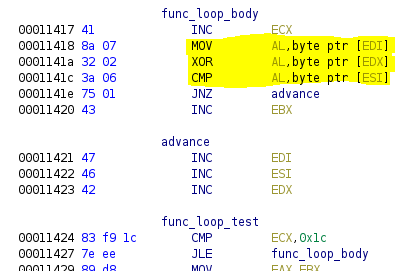 func_loop_body
00011417 41 INC ECX
00011418 8a 07 MOV AL,byte ptr [EDI]
0001141a 32 02 XOR AL,byte ptr [EDX]
0001141c 3a 06 CMP AL,byte ptr [ESI]
0001141e 75 01 JNZ advance
00011420 43 INC EBX
advance
00011421 47 INC EDI
00011422 46 INC ESI
00011423 42 INC EDX
func_loop_test
00011424 83 f9 1c CMP ECX,0x1c
00011427 7e ee JLE func_loop_body
00011429 89 d8 MOV EAX,EBX